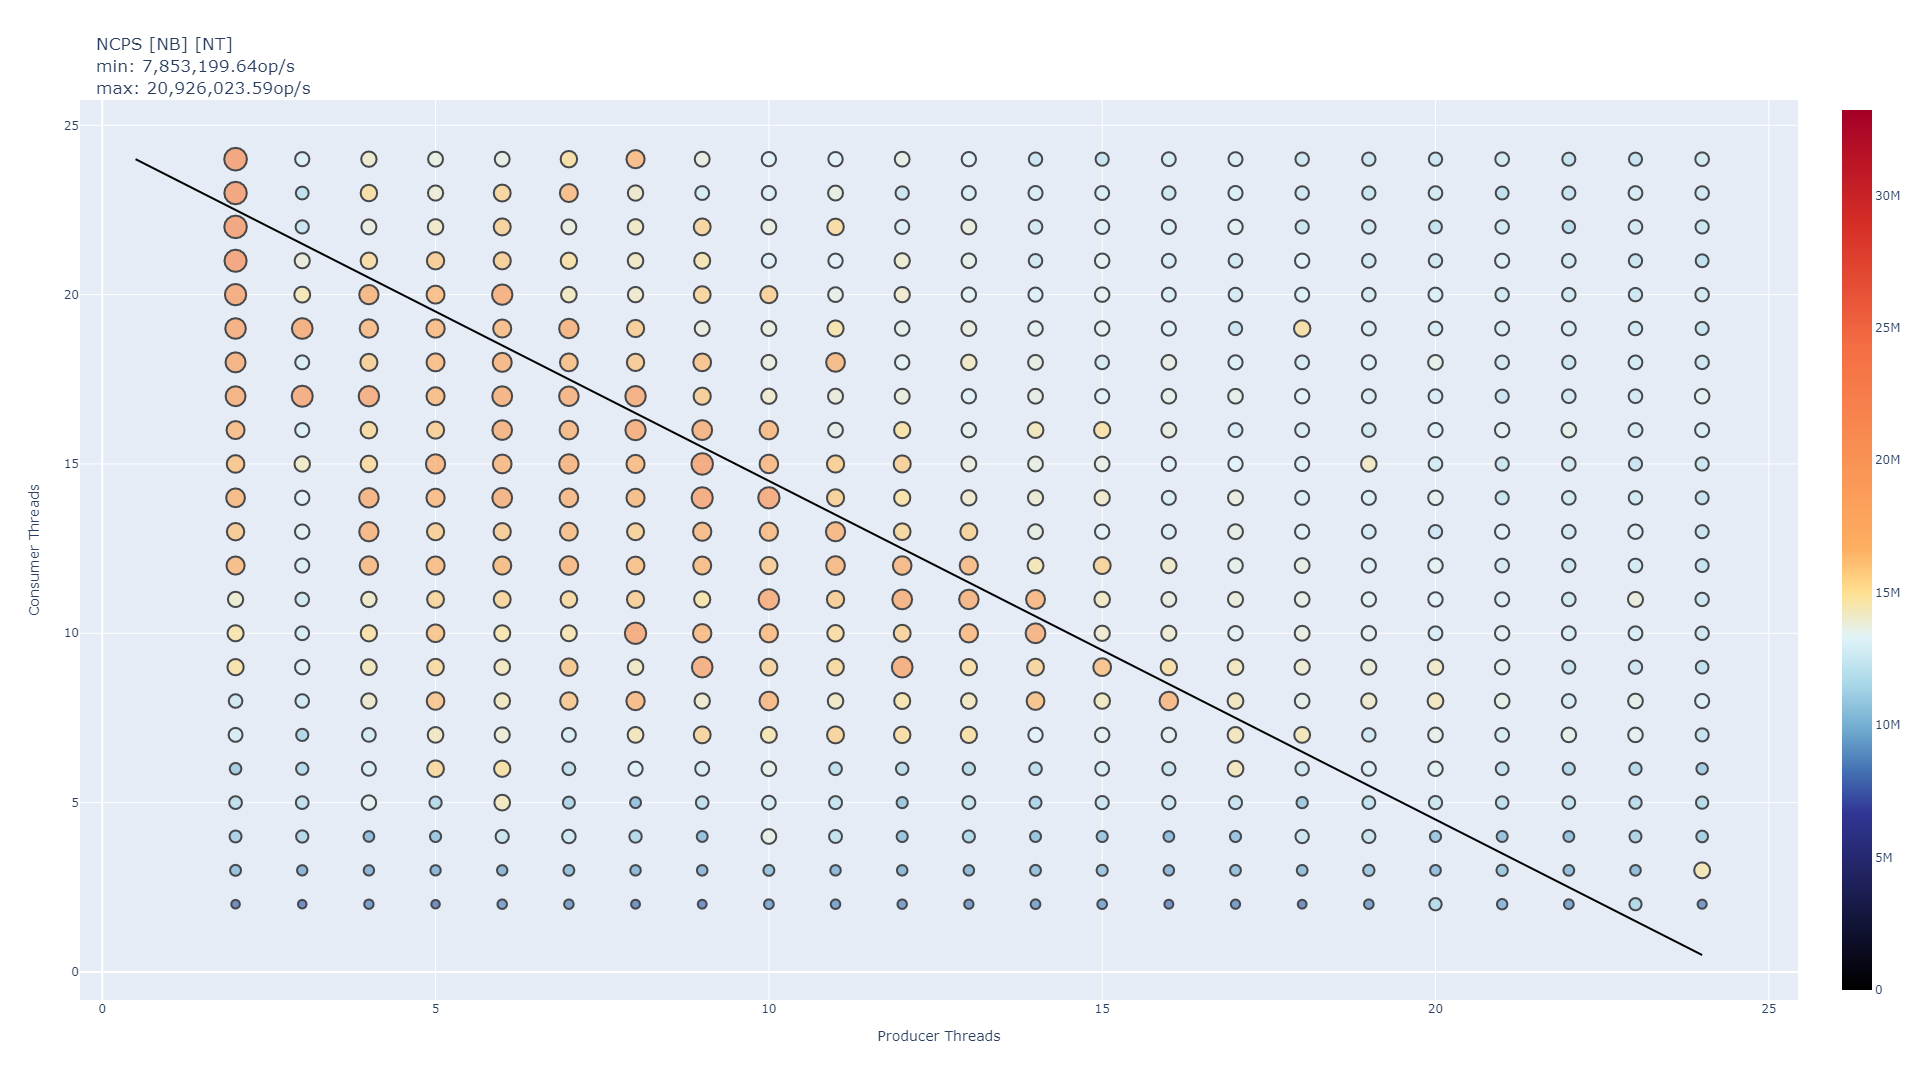 NCPS [NB] [NT]
min: 7,853,199.64op/s
max: 20,926,023.59op/s
25
20
15
10
5
0
Consumer Threads
0
5
10
15
20
25
Producer Threads
30M
25M
20M
15M
10M
5M
0